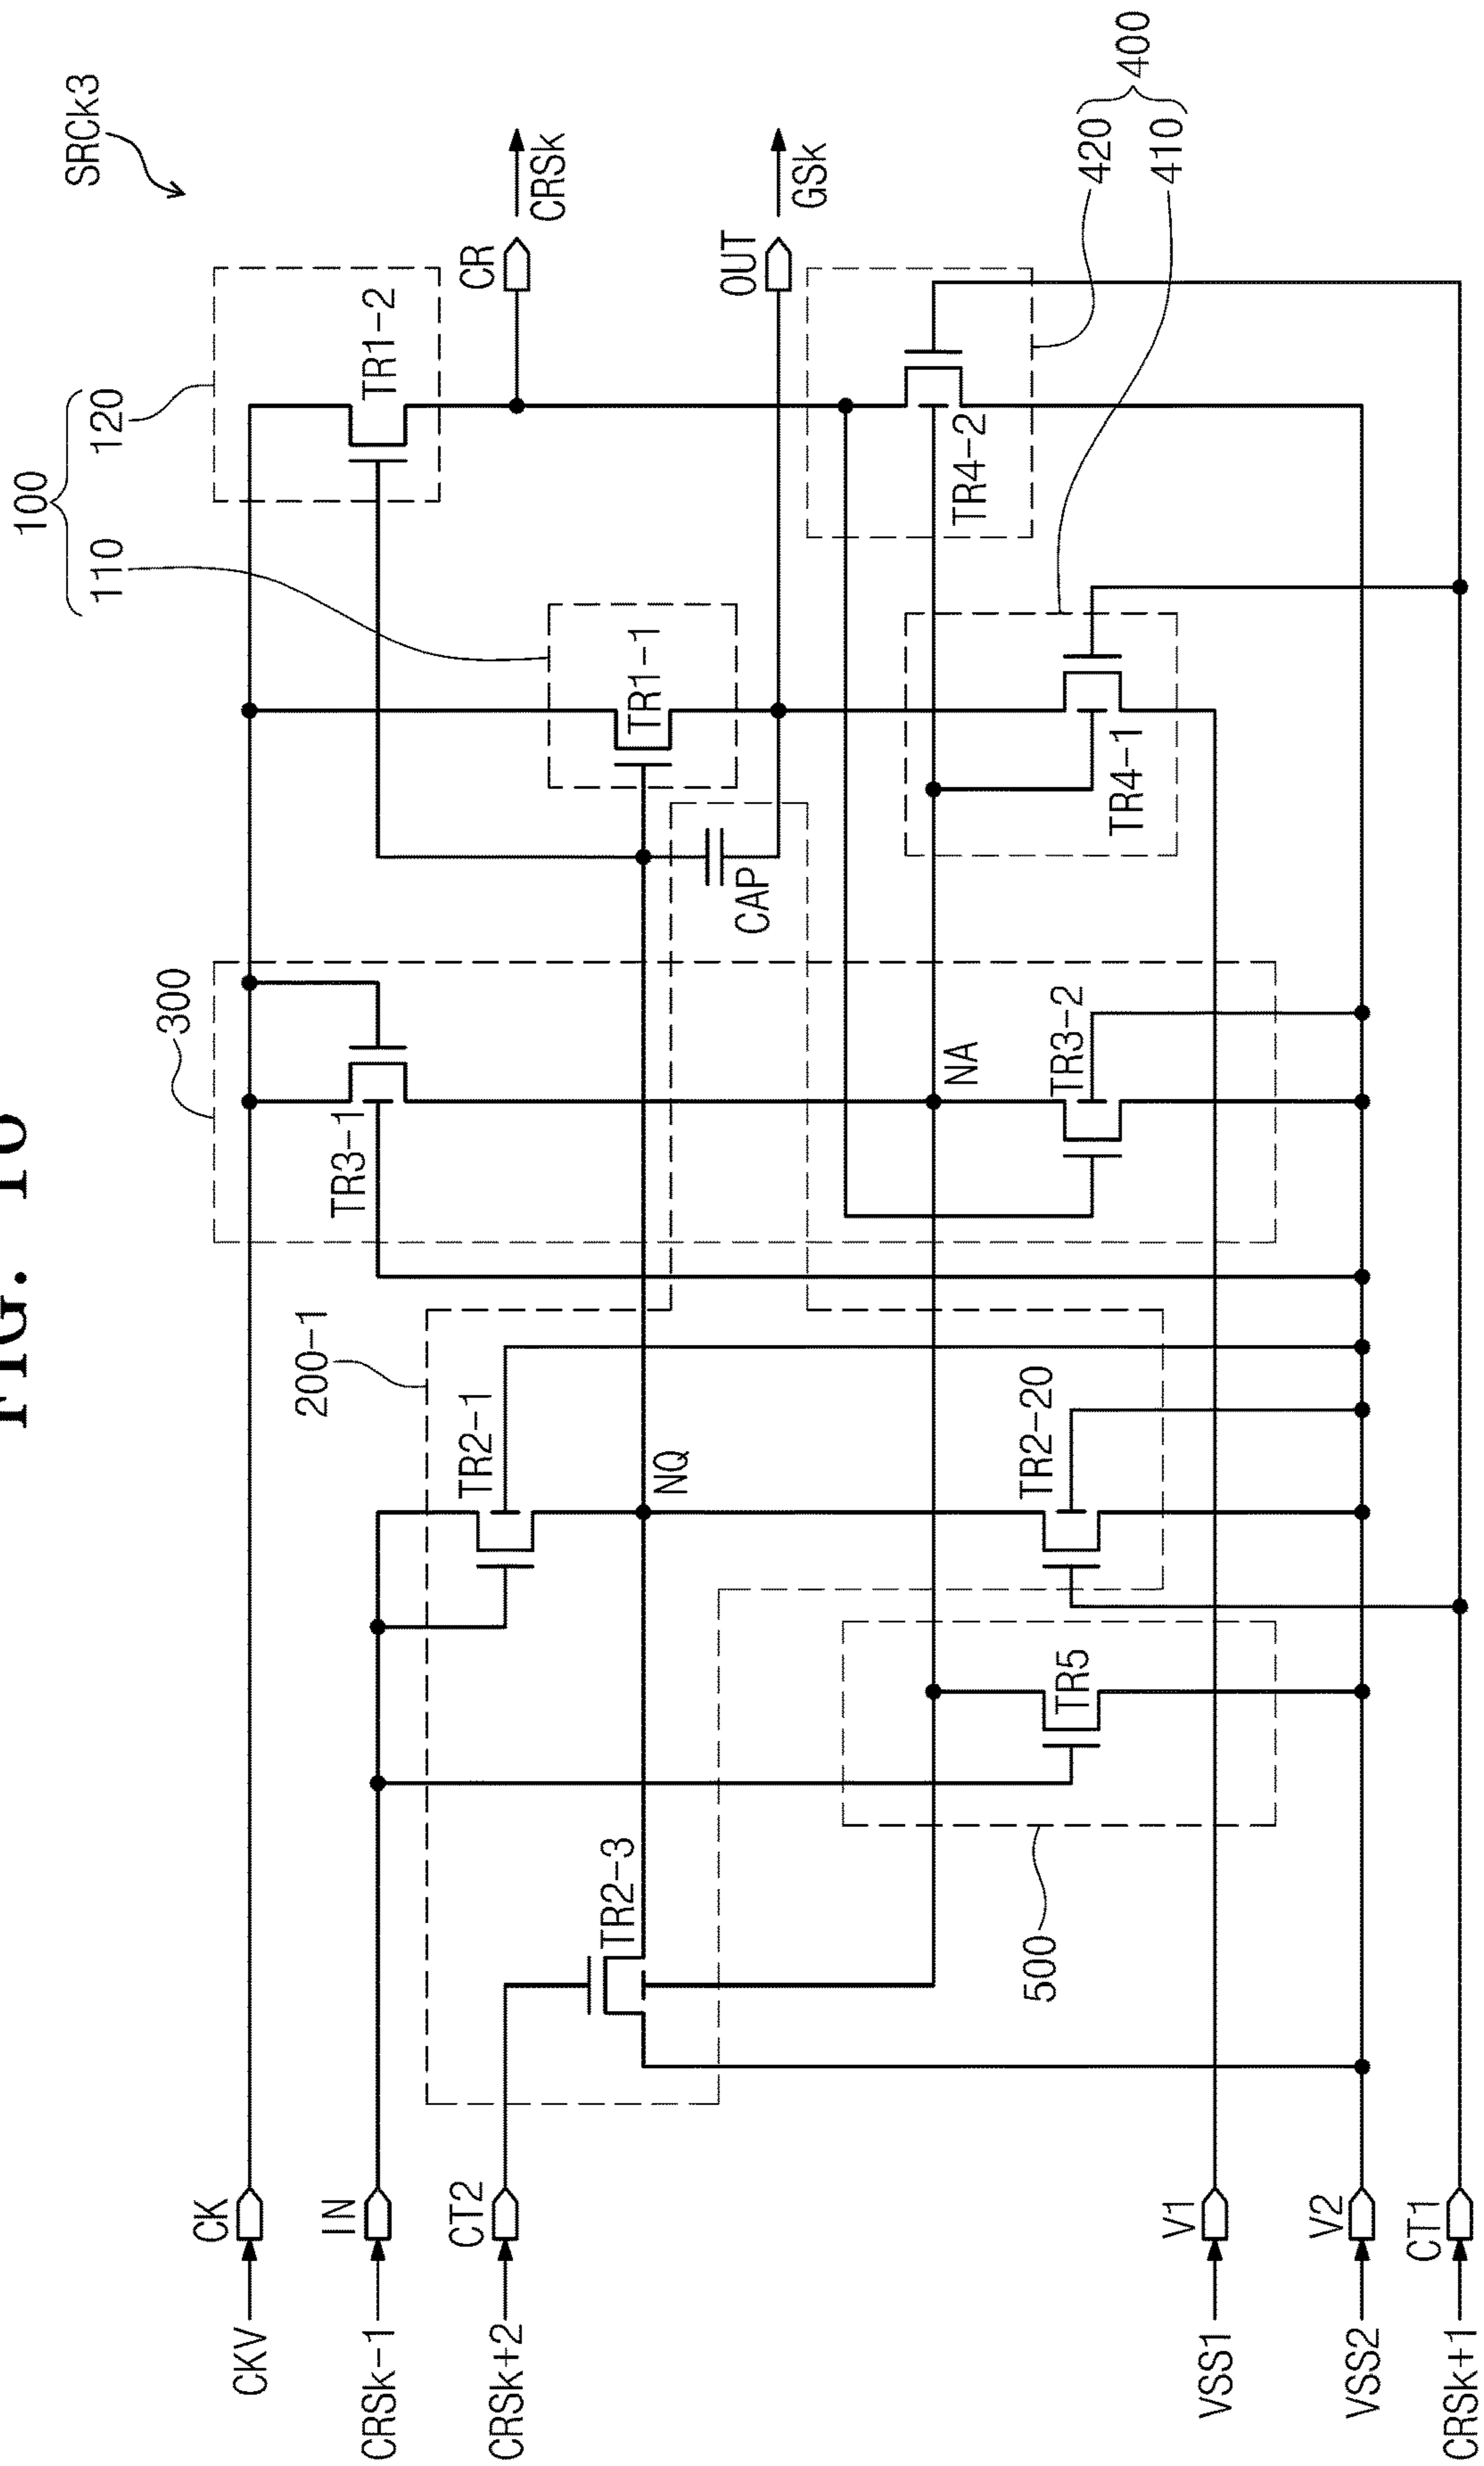 FIG.
SRCk3
100
110
120
300
200-1
CKV
CK
TR1-2
TR3-1
CRSk-1
IN
TR2-1
CR
CRSk
CRSk+2
CT2
TR2-3
NQ
TR1-1
CAP
OUT
GSk
NA
TR4-2
500
TR5
TR2-20
TR3-2
TR4-1
420
410
400
VSS1
V1
VSS2
V2
CRSk+1
CT1